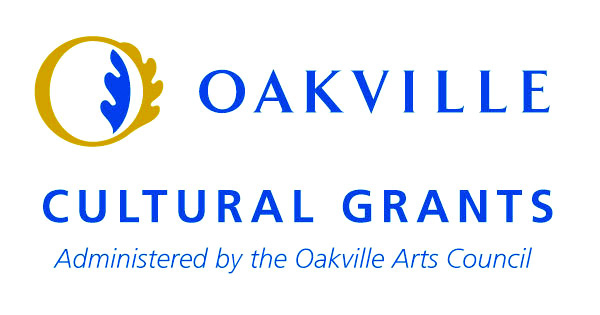 OAKVILLE
CULTURAL GRANTS
Administered by the Oakville Arts Council